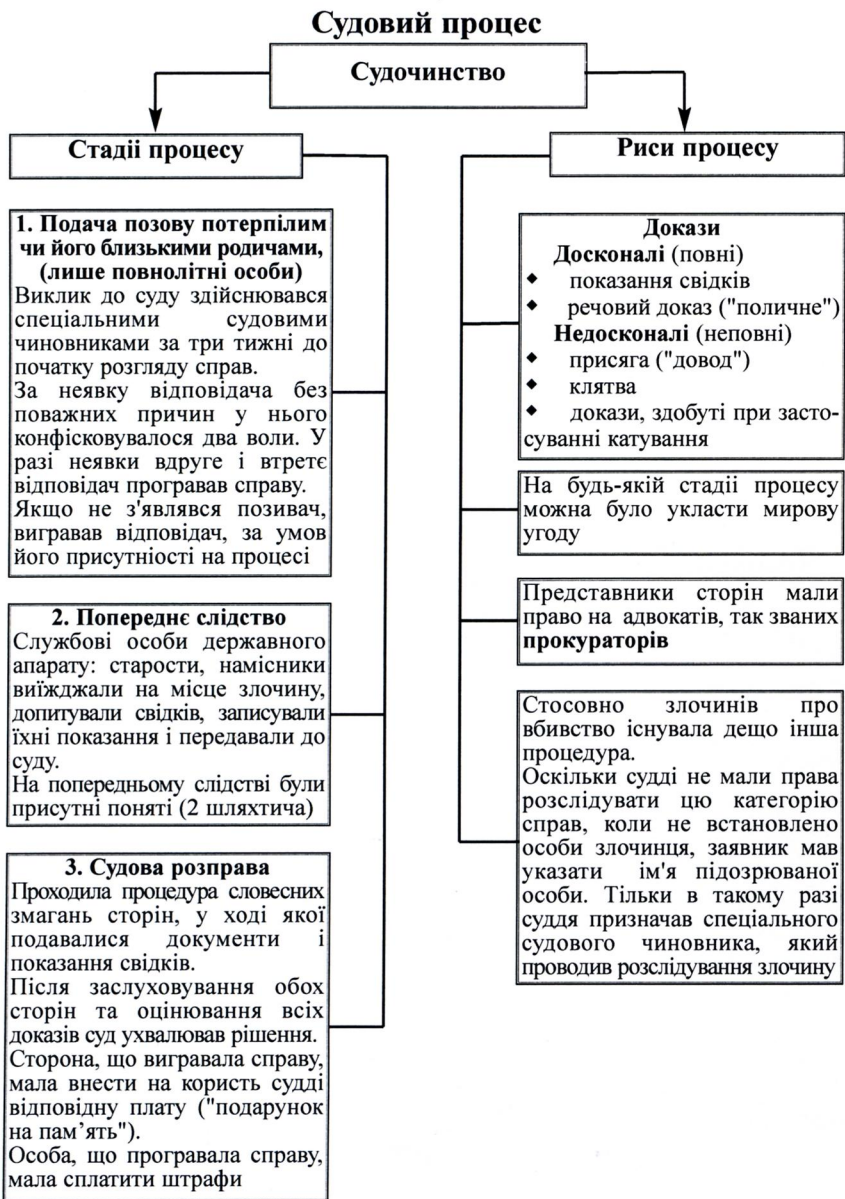 Судовий процес
Судочинство
Стадії процесу
1. Подача позову потерпілим
чи його близькими родичами,
(лише повнолітні особи)
Виклик до суду здійснювався
спеціальними судовими
чиновниками за три тижні до
початку розгляду справ.
За неявку відповідача без
поважних причин у нього
конфісковувалося два воли. У
разі неявки вдруге і втретє
відповідач програвав справу.
Якщо не з'являвся позивач,
вигравав відповідач, за умов
його присутніості на процесі
2. Попереднє слідство
Службові особи державного
апарату: старости, намісники
виїжджали на місце злочину,
допитували свідків, записували
їхні показання і передавали до
суду.
На попередньому слідстві були
присутні поняті (2 шляхтича)
3. Судова розправа
Проходила процедура словесних
змагань сторін, у ході якої
подавалися документи і
показання свідків.
Після заслуховування обох
сторін та оцінювання всіх
доказів суд ухвалював рішення.
Сторона, що вигравала справу,
мала внести на користь судді
відповідну плату ("подарунок
на пам’ять").
Особа, що програвала справу,
мала сплатити штрафи
Риси процесу
Докази
Досконалі (повні)
◆ показання свідків
◆ речовий доказ ("поличне")
Недосконалі (неповні)
◆ присяга ("довод")
◆ клятва
◆ докази, здобуті при засто-
суванні катування
На будь-якій стадії процесу
можна було укласти мирову
угоду
Представники сторін мали
право на адвокатів, так званих
прокураторів
Стосовно злочинів про
вбивство існувала дещо інша
процедура.
Оскільки судді не мали права
розслідувати цю категорію
справ, коли не встановлено
особи злочинця, заявник мав
указати ім'я підозрюваної
особи. Тільки в такому разі
суддя призначав спеціального
судового чиновника, який
проводив розслідування злочину